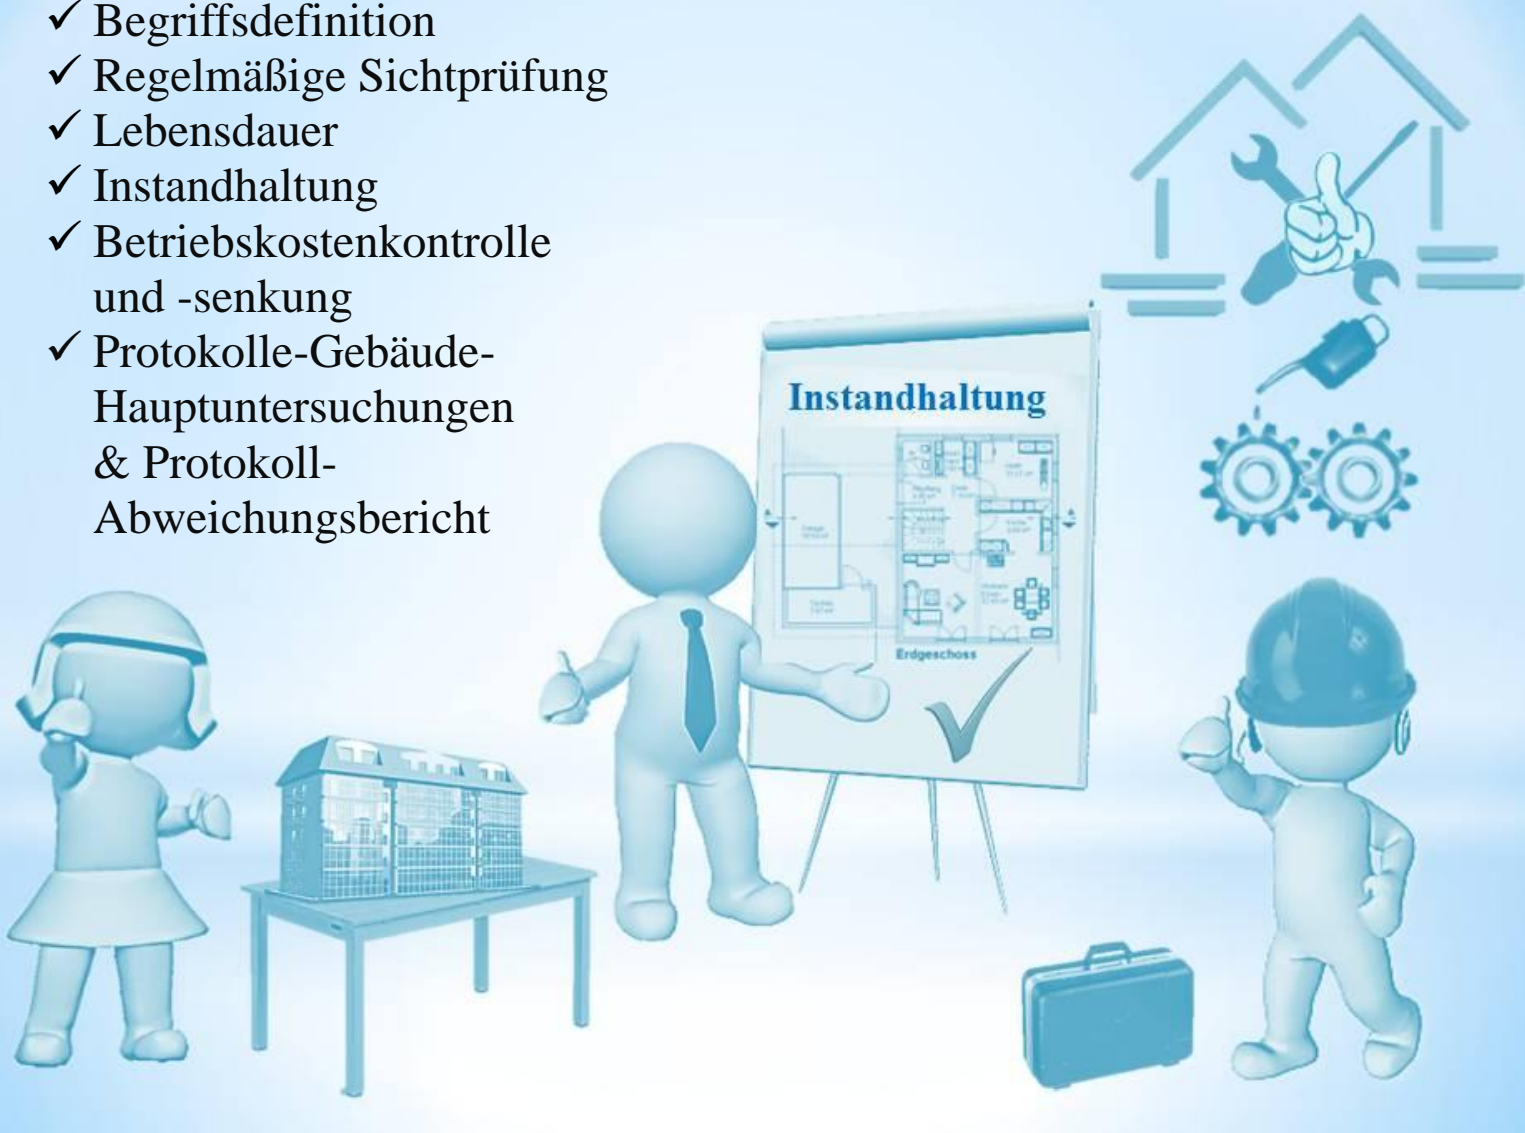 ✓ Begriffsdefinition
✓ Regelmäßige Sichtprüfung
✓ Lebensdauer
✓ Instandhaltung
✓ Betriebskostenkontrolle
und -senkung
✓ Protokolle-Gebäude-
Hauptuntersuchungen
& Protokoll-
Abweichungsbericht
Instandhaltung
Erdgeschoss